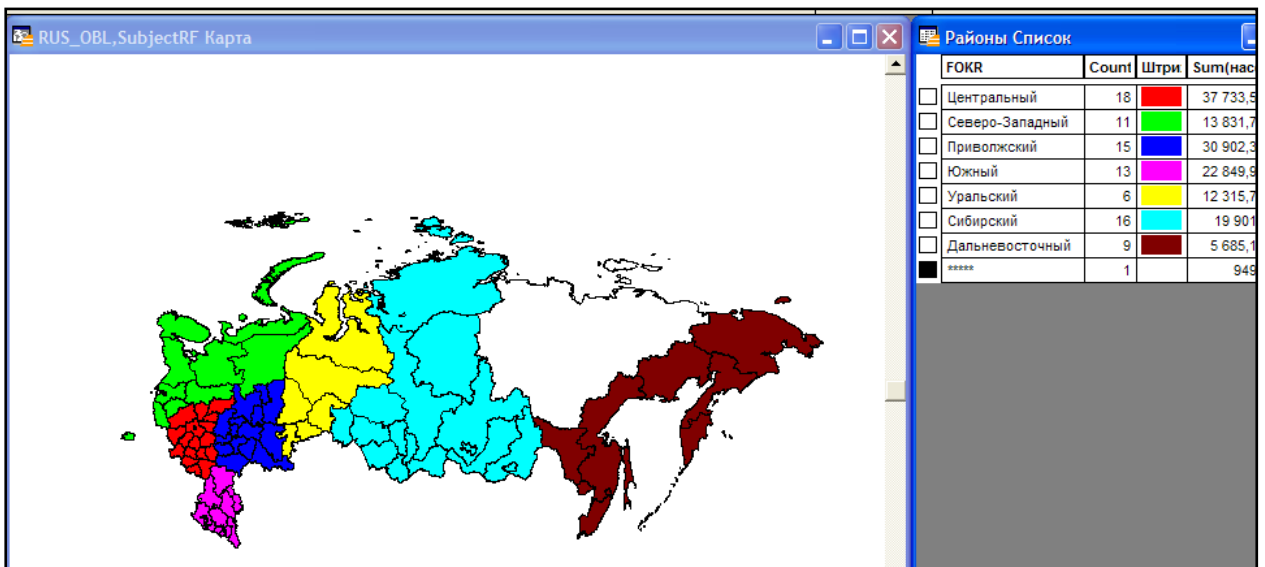 RUS_OBL,SubjectRF Карта
Районы Список
FOKR Count Штри: Sum(нас
Центральный 18 37 733,5
Северо-Западный 11 13 831,7
Приволжский 15 30 902,3
Южный 13 22 849,9
Уральский 6 12 315,7
Сибирский 16 19 901
Дальневосточный 9 5 685,1
***** 1 949